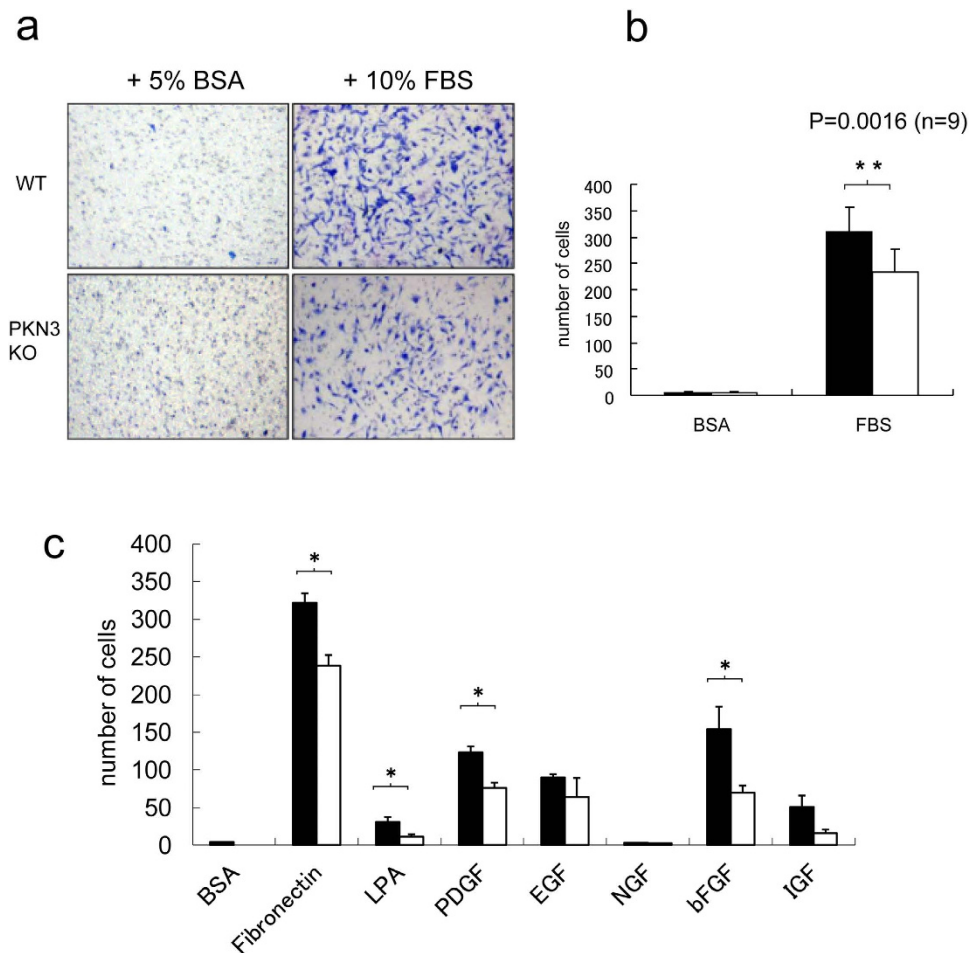 a
+ 5% BSA
+ 10% FBS
WT
PKN3
KO
b
P=0.0016 (n=9)
**
number of cells
400
350
300
250
200
150
100
50
0
BSA
FBS
c
number of cells
400
350
300
250
200
150
100
50
0
*
*
*
*
BSA
Fibronectin
LPA
PDGF
EGF
NGF
bFGF
IGF